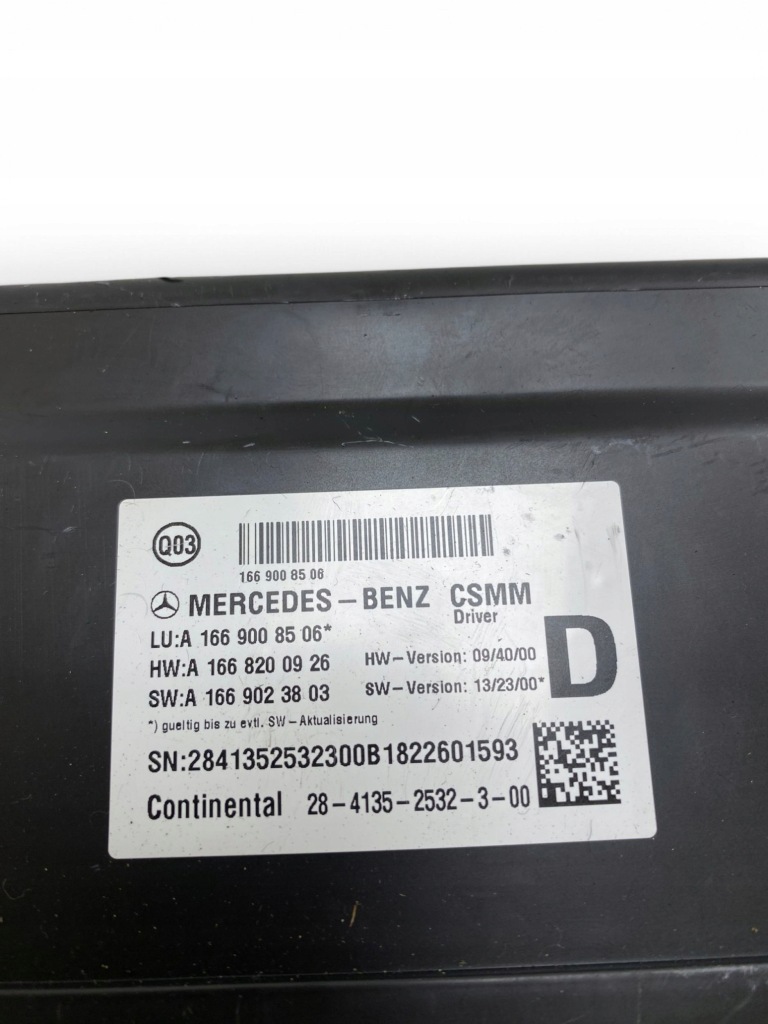 Q03
166 900 85 06
MERCEDES-BENZ CSMM
Driver
LU:A 166 900 85 06*
HW:A 166 820 09 26 HW-Version: 09/40/00
SW:A 166 902 38 03 SW-Version: 13/23/00*
D
*) gueltig bis zu evtl. SW-Aktualisierung
SN:2841352532300B1822601593
Continental 28-4135-2532-3-00